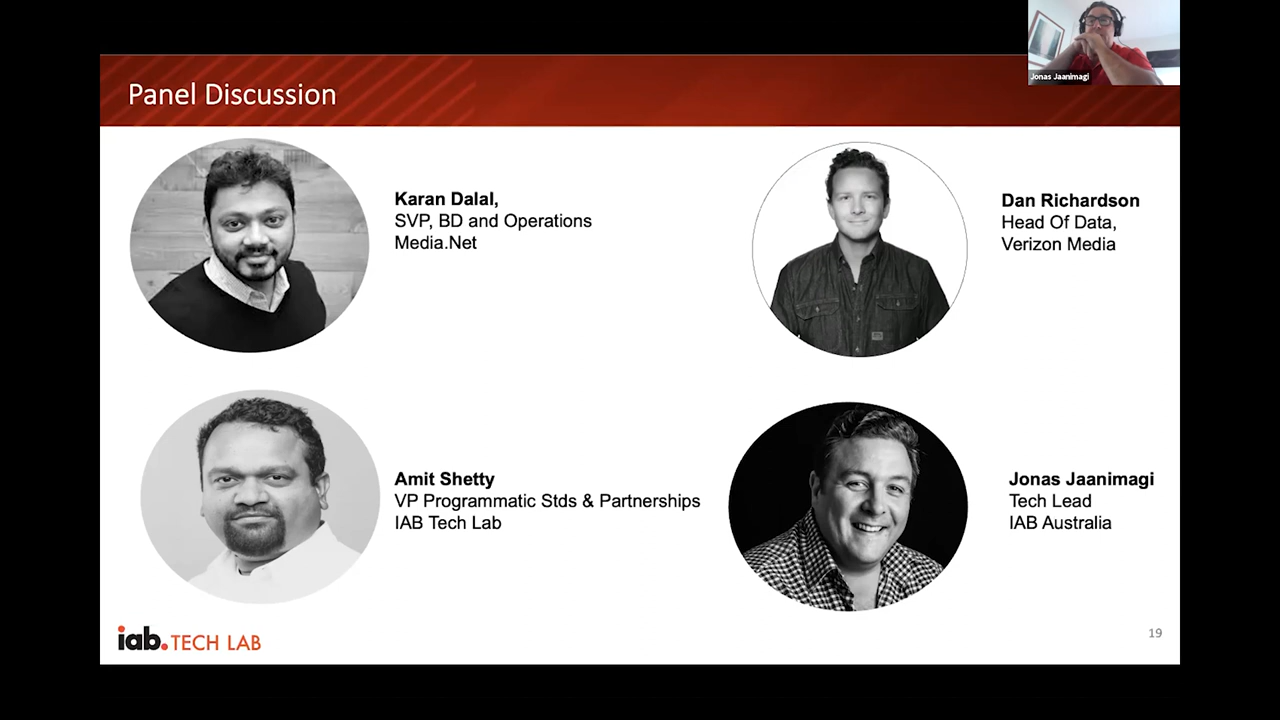 Jonas Jaanimagi
Panel Discussion
Karan Dalal,
SVP, BD and Operations
Media.Net
Dan Richardson
Head Of Data,
Verizon Media
Amit Shetty
VP Programmatic Stds & Partnerships
IAB Tech Lab
Jonas Jaanimagi
Tech Lead
IAB Australia
iab.TECH LAB
19